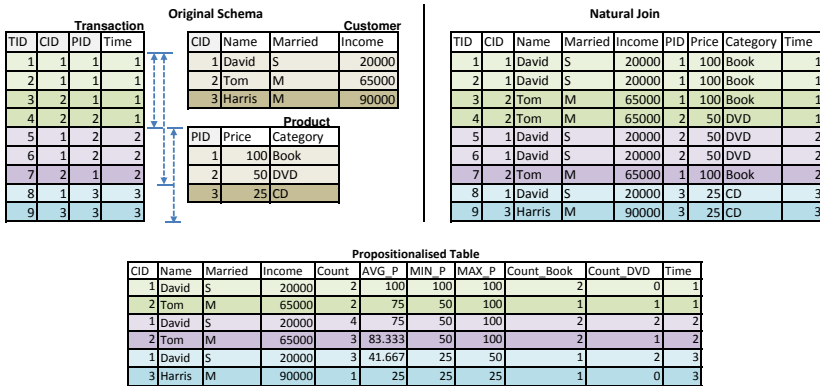 Original Schema
Transaction
TID CID PID Time
1 1 1 1
2 1 1 1
3 2 1 1
4 2 2 1
5 1 2 2
6 1 2 2
7 2 1 2
8 1 3 3
9 3 3 3
Customer
CID Name Married Income
1 David S 20000
2 Tom M 65000
3 Harris M 90000
Product
PID Price Category
1 100 Book
2 50 DVD
3 25 CD
Natural Join
TID CID Name Married Income PID Price Category Time
1 1 David S 20000 1 100 Book 1
2 1 David S 20000 1 100 Book 1
3 2 Tom M 65000 1 100 Book 1
4 2 Tom M 65000 2 50 DVD 1
5 1 David S 20000 2 50 DVD 2
6 1 David S 20000 2 50 DVD 2
7 2 Tom M 65000 1 100 Book 2
8 1 David S 20000 3 25 CD 3
9 3 Harris M 90000 3 25 CD 3
Propositionalised Table
CID Name Married Income Count AVG_P MIN_P MAX_P Count_Book Count_DVD Time
1 David S 20000 2 100 100 100 2 0 1
2 Tom M 65000 2 75 50 100 1 1 1
1 David S 20000 4 75 50 100 2 2 2
2 Tom M 65000 3 83.333 50 100 2 1 2
1 David S 20000 3 41.667 25 50 1 2 3
3 Harris M 90000 1 25 25 25 1 0 3